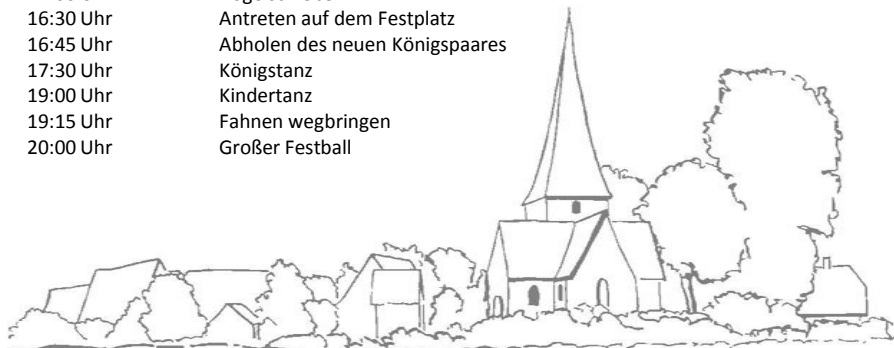 16:30 Uhr Antreten auf dem Festplatz
16:45 Uhr Abholen des neuen Königspaares
17:30 Uhr Königstanz
19:00 Uhr Kindertanz
19:15 Uhr Fahnen wegbringen
20:00 Uhr Großer Festball